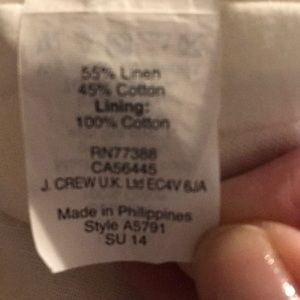 55% Linen
45% Cotton
Lining:
100% Cotton
RN77388
CA56445
J. CREW U.K. Ltd EC4V 6JA
Made in Philippines
Style A5791
SU 14